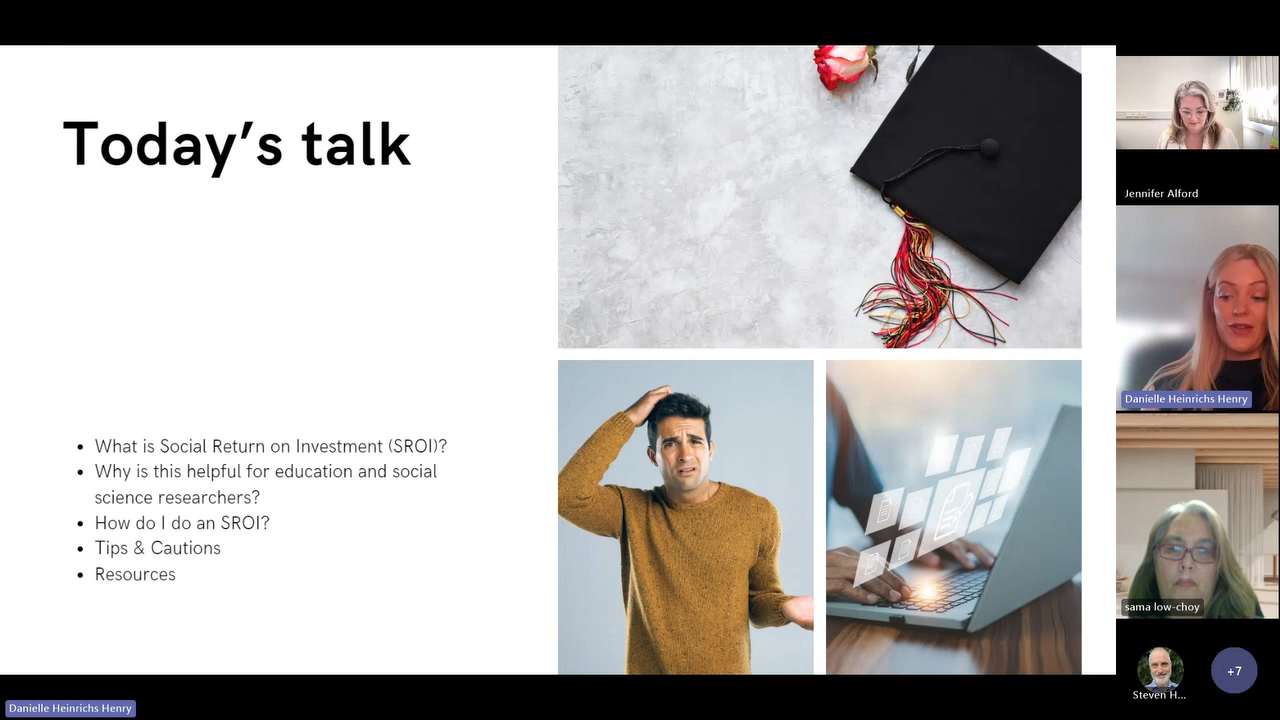 Today's talk
What is Social Return on Investment (SROI)?
Why is this helpful for education and social
science researchers?
How do I do an SROI?
Tips & Cautions
Resources
Jennifer Alford
Danielle Heinrichs Henry
sama low-choy
Steven H...
+7
Danielle Heinrichs Henry